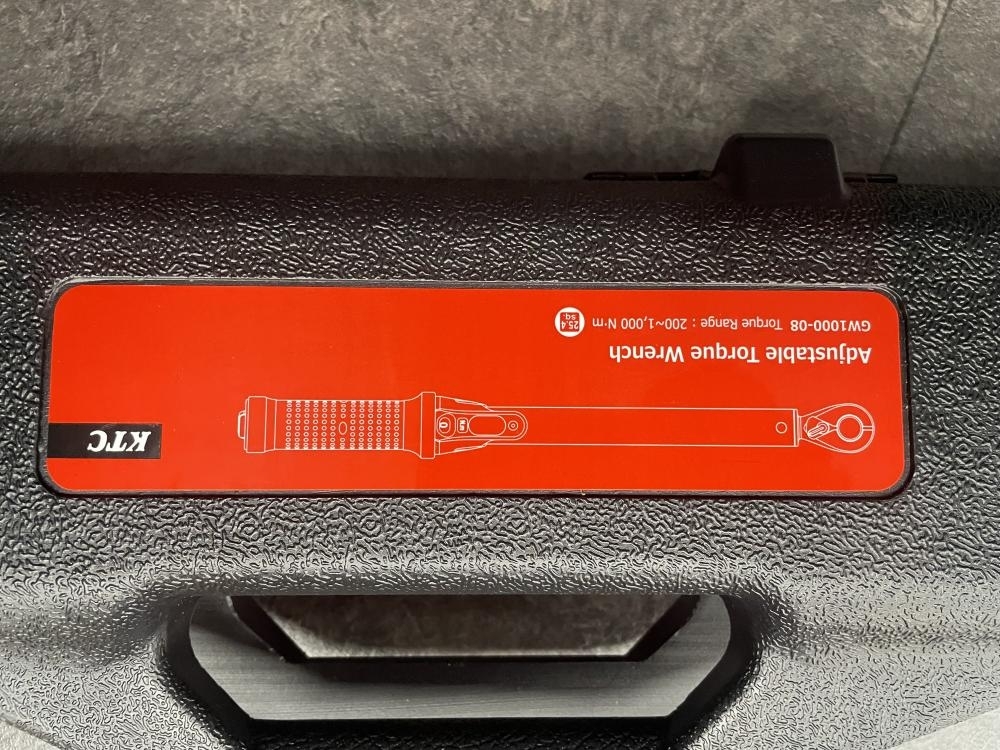 Adjustable Torque Wrench
GW1000-08 Torque Range : 200~1,000 N·m 25.4 SQ.
KTC